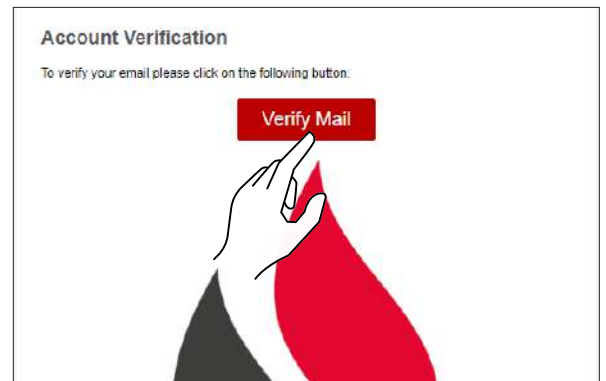 Account Verification
To verify your email please click on the following button.
Verify Mail